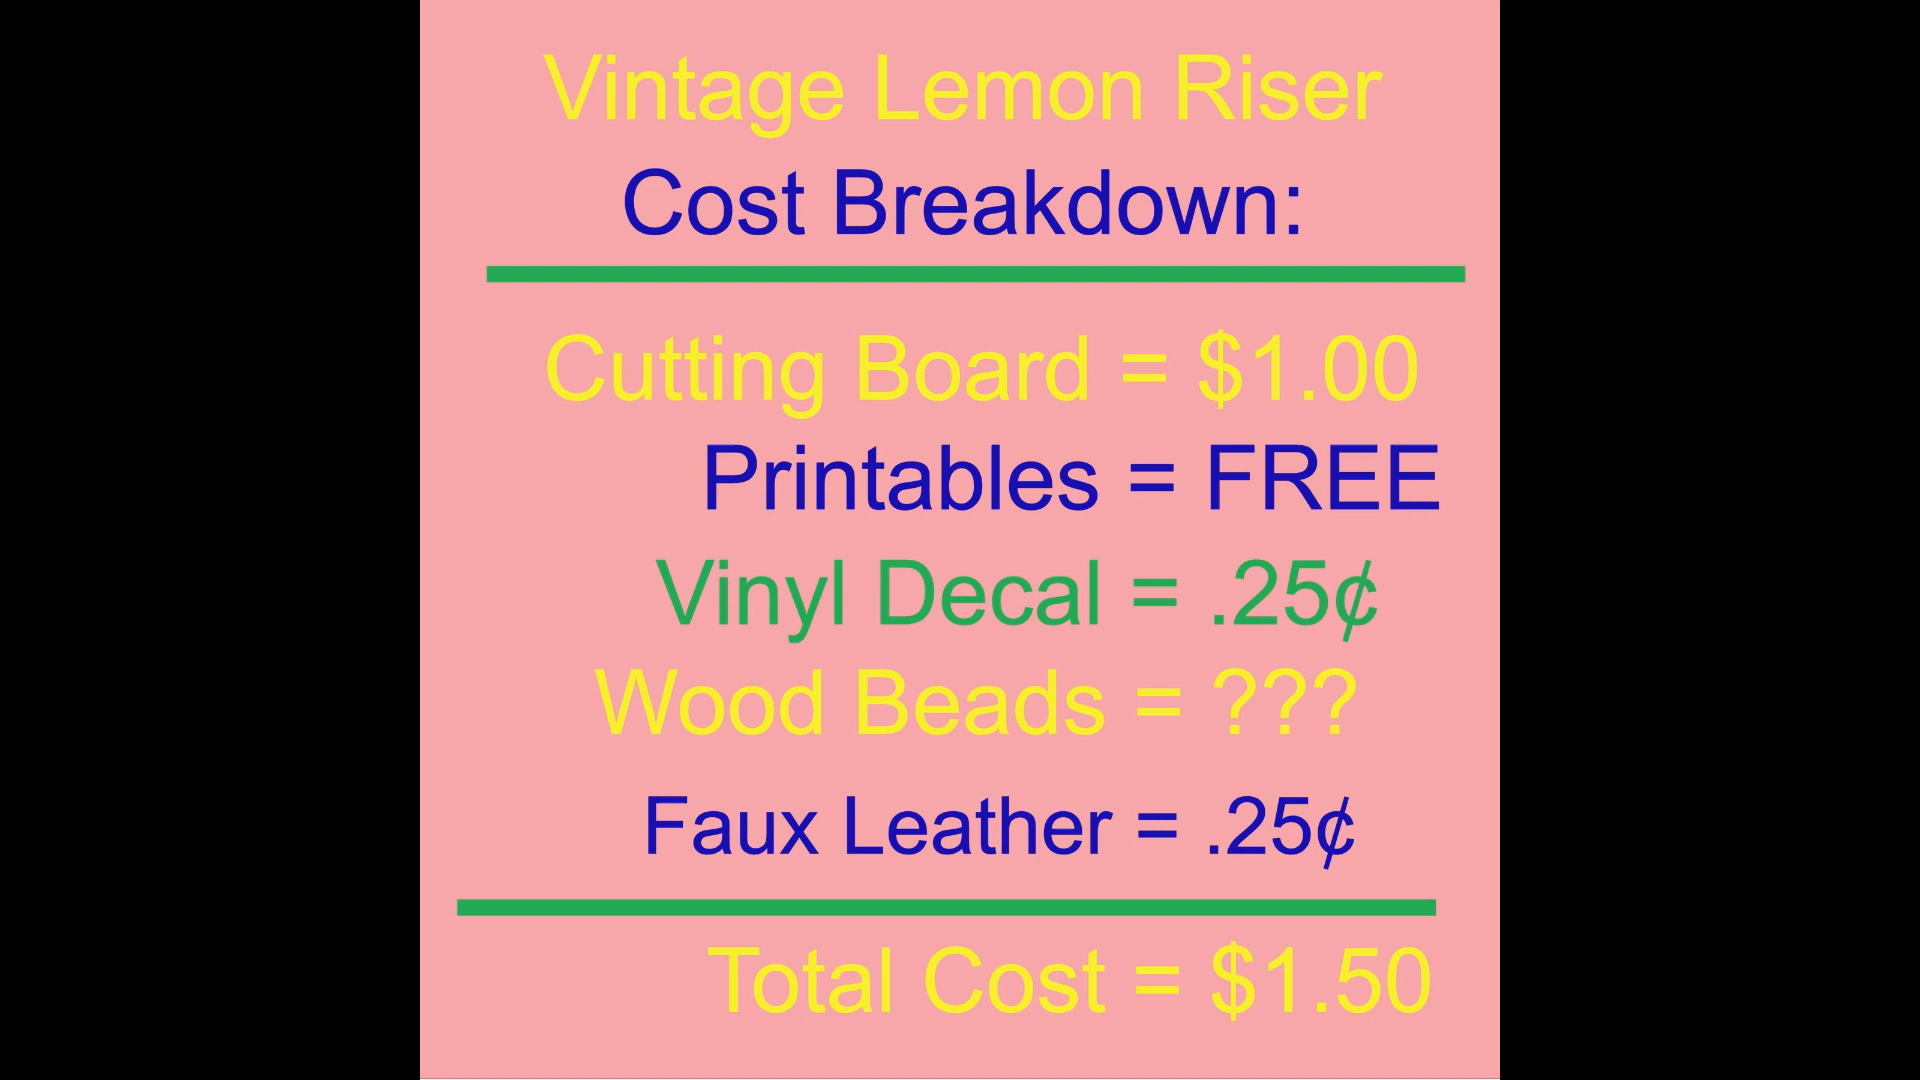 Vintage Lemon Riser
Cost Breakdown:
Cutting Board = $1.00
Printables = FREE
Vinyl Decal = .25¢
Wood Beads = ???
Faux Leather = .25¢
Total Cost = $1.50